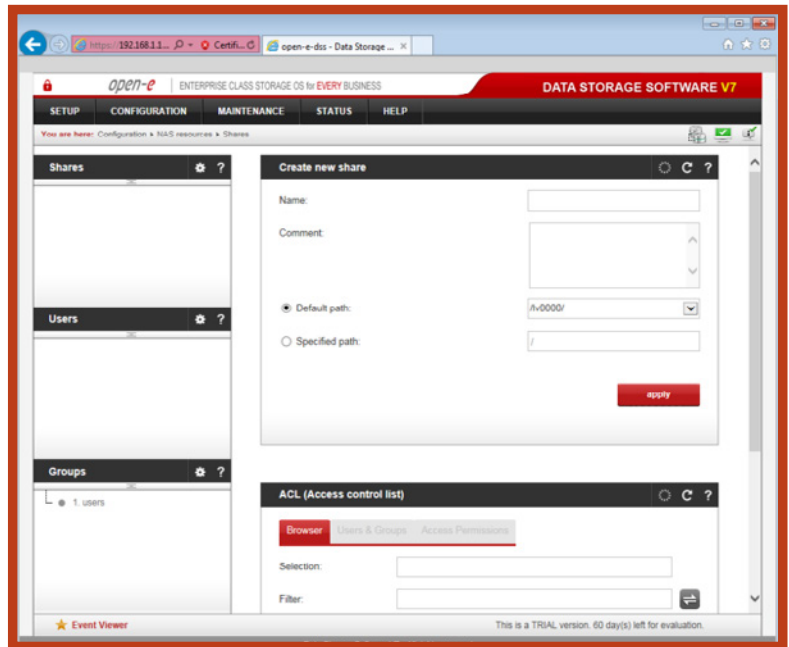 https://192.168.1.1... Certifi... open-e-dss - Data Storage ...
open-e ENTERPRISE CLASS STORAGE OS for EVERY BUSINESS DATA STORAGE SOFTWARE V7
SETUP CONFIGURATION MAINTENANCE STATUS HELP
You are here: Configuration NAS resources Shares
Shares ?
Create new share ?
Name:
Comment:
Default path: /lv0000/
Users ?
Specified path: /
apply
Groups ?
1. users
ACL (Access control list) ?
Browser Users & Groups Access Permissions
Selection:
Filter:
Event Viewer This is a TRIAL version. 60 day(s) left for evaluation.